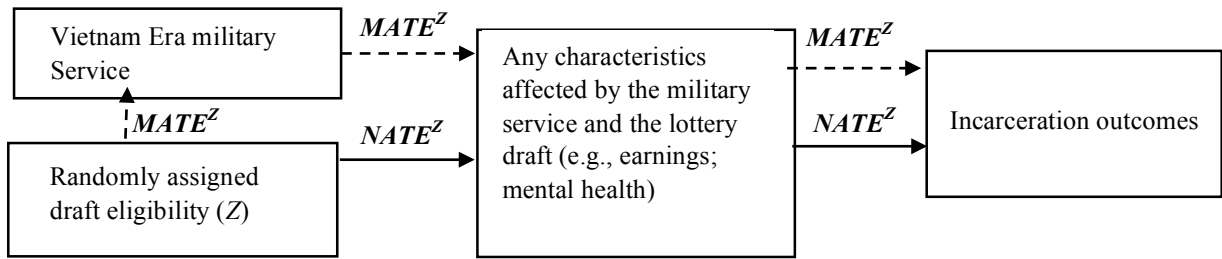 Vietnam Era military
Service
MATE^Z
MATE^Z
Randomly assigned
draft eligibility (Z)
NATE^Z
Any characteristics
affected by the military
service and the lottery
draft (e.g., earnings;
mental health)
MATE^Z
NATE^Z
Incarceration outcomes